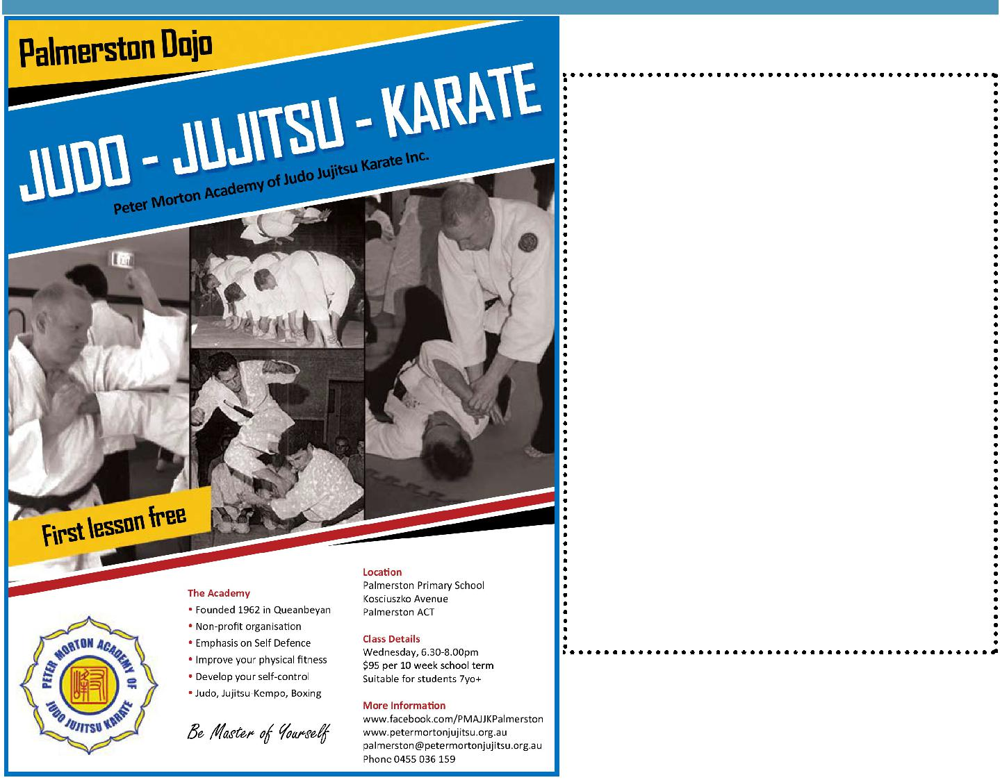 Palmerston Dojo
JUDO - JUJITSU - KARATE
Peter Morton Academy of Judo Jujitsu Karate Inc.
EXIT
First lesson free
The Academy
• Founded 1962 in Queanbeyan
• Non-profit organisation
• Emphasis on Self Defence
• Improve your physical fitness
• Develop your self-control
• Judo, Jujitsu-Kempo, Boxing
Be Master of Yourself
PETER MORTON ACADEMY OF
JUDO JUJITSU KARATE
Location
Palmerston Primary School
Kosciuszko Avenue
Palmerston ACT
Class Details
Wednesday, 6.30-8.00pm
$95 per 10 week school term
Suitable for students 7yo+
More Information
www.facebook.com/PMAJJKPalmerston
www.petermortonjujitsu.org.au
palmerston@petermortonjujitsu.org.au
Phone 0455 036 159